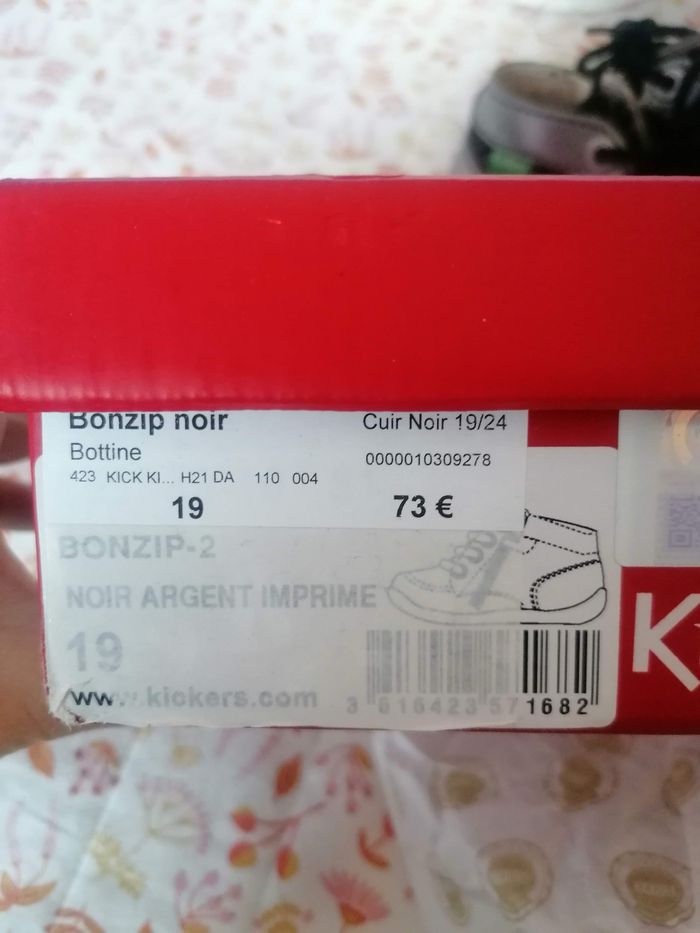 Bonzip noir Cuir Noir 19/24
Bottine 0000010309278
423 KICK KI... H21 DA 110 004
19 73 €
BONZIP-2
NOIR ARGENT IMPRIME
19
www.kickers.com 3 616423 571682
Ki